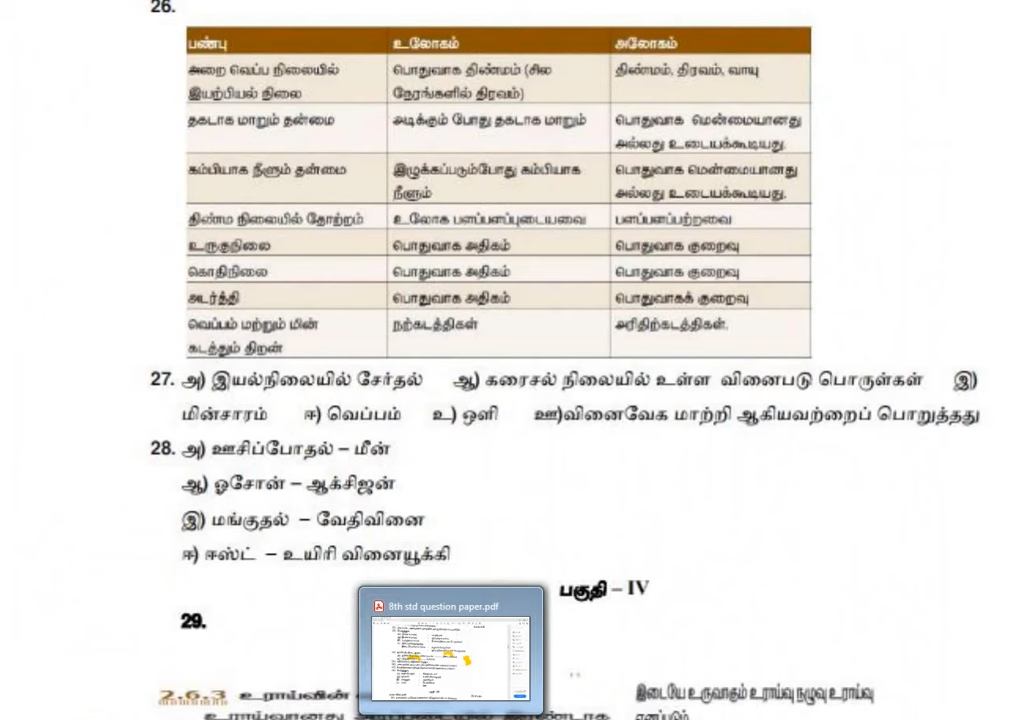 26.
பண்பு உலோகம் அலோகம்
அறை வெப்ப நிலையில் இயற்பியல் நிலை பொதுவாக திண்மம் (சில நேரங்களில் திரவம்) திண்மம், திரவம், வாயு
தகடாக மாறும் தன்மை அடிக்கும் போது தகடாக மாறும் பொதுவாக மென்மையானது அல்லது உடையக்கூடியது.
கம்பியாக நீளும் தன்மை இழுக்கப்படும்போது கம்பியாக நீளும் பொதுவாக மென்மையானது அல்லது உடையக்கூடியது.
திண்ம நிலையில் தோற்றம் உலோக பளப்பளப்புடையவை பளப்பளப்பற்றவை
உருகுநிலை பொதுவாக அதிகம் பொதுவாக குறைவு
கொதிநிலை பொதுவாக அதிகம் பொதுவாக குறைவு
அடர்த்தி பொதுவாக அதிகம் பொதுவாகக் குறைவு
வெப்பம் மற்றும் மின் கடத்தும் திறன் நற்கடத்திகள் அரிதிற்கடத்திகள்.
27. அ) இயல்நிலையில் சேர்தல் ஆ) கரைசல் நிலையில் உள்ள வினைபடு பொருள்கள் இ)
மின்சாரம் ஈ) வெப்பம் உ) ஒளி ஊ)வினைவேக மாற்றி ஆகியவற்றைப் பொறுத்தது
28. அ) ஊசிப்போதல் – மீன்
ஆ) ஓசோன் – ஆக்சிஜன்
இ) மங்குதல் – வேதிவினை
ஈ) ஈஸ்ட் – உயிரி வினையூக்கி
பகுதி – IV
8th std question paper.pdf
29.
2.6.3 உராய்வின் இடையே உருவாகும் உராய்வு நழுவு உராய்வு
உராய்வானது எனப்படும்